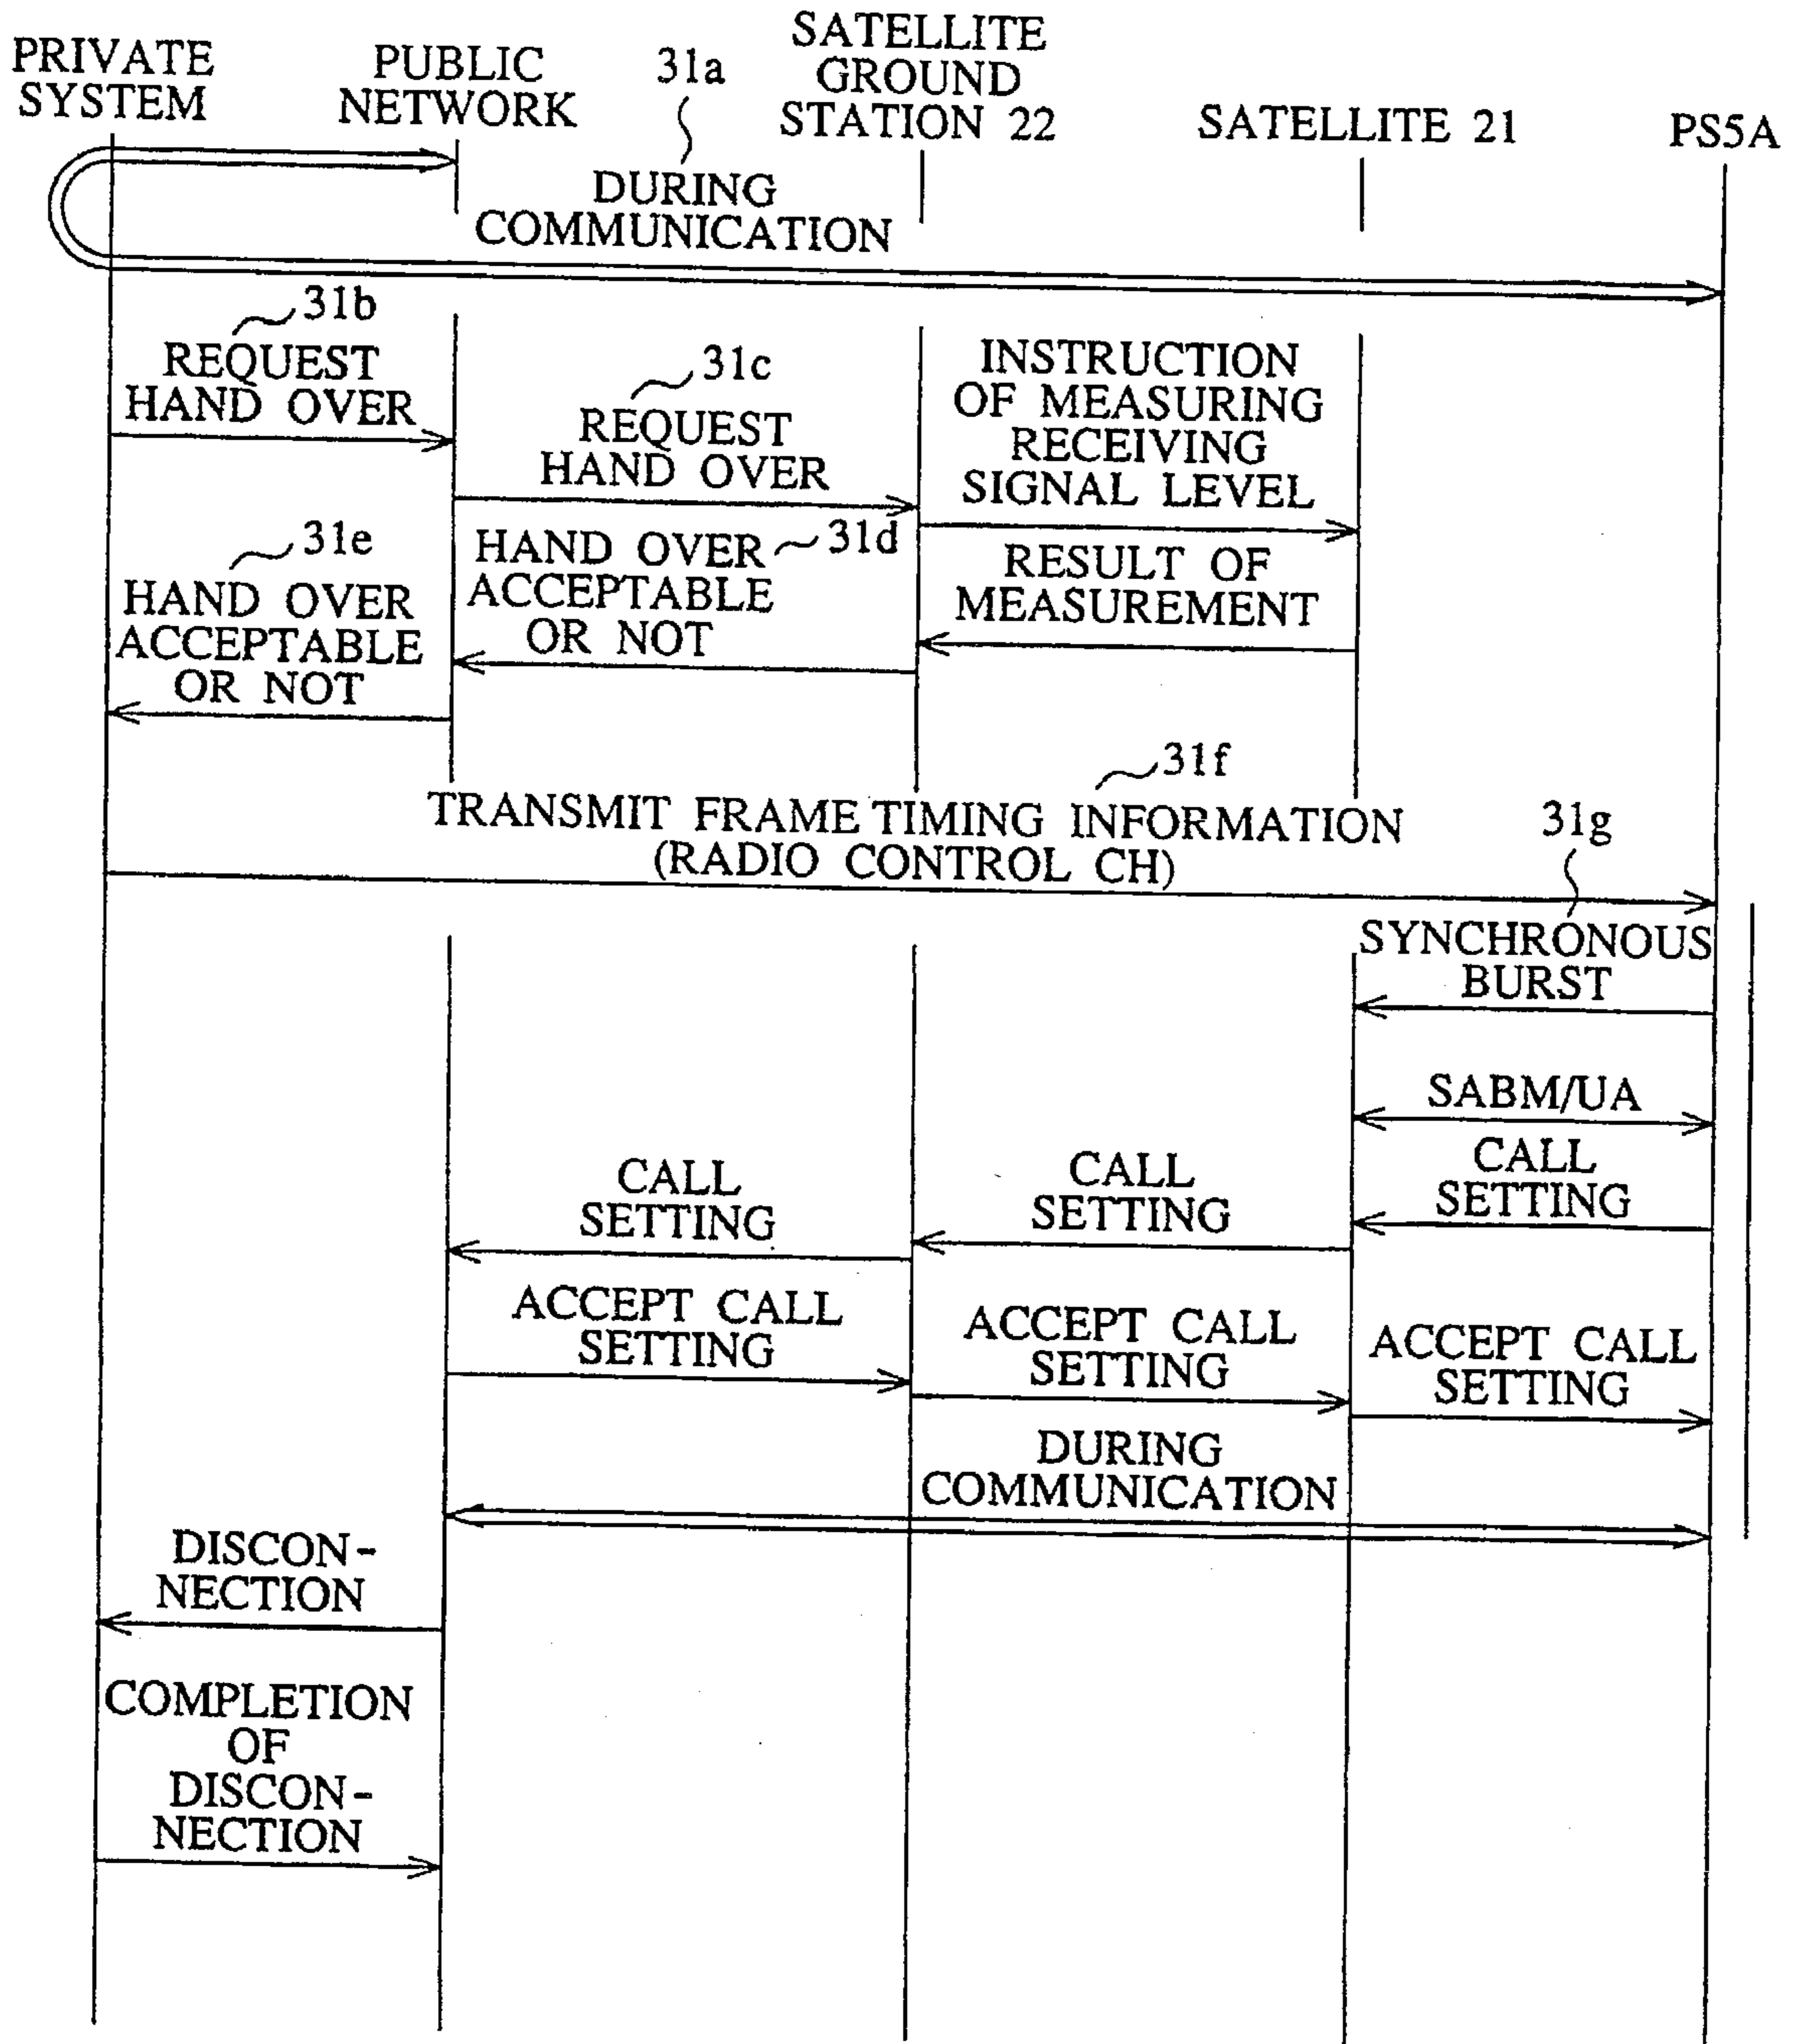 PRIVATE
SYSTEM
PUBLIC
NETWORK
31a
SATELLITE
GROUND
STATION 22
SATELLITE 21
PS5A
DURING
COMMUNICATION
31b
REQUEST
HAND OVER
31c
REQUEST
HAND OVER
INSTRUCTION
OF MEASURING
RECEIVING
SIGNAL LEVEL
31e
HAND OVER
ACCEPTABLE
OR NOT
HAND OVER
31d
ACCEPTABLE
OR NOT
RESULT OF
MEASUREMENT
31f
TRANSMIT FRAME TIMING INFORMATION
(RADIO CONTROL CH)
31g
SYNCHRONOUS
BURST
SABM/UA
CALL
SETTING
CALL
SETTING
CALL
SETTING
ACCEPT CALL
SETTING
ACCEPT CALL
SETTING
ACCEPT CALL
SETTING
DURING
COMMUNICATION
DISCON-
NECTION
COMPLETION
OF
DISCON-
NECTION